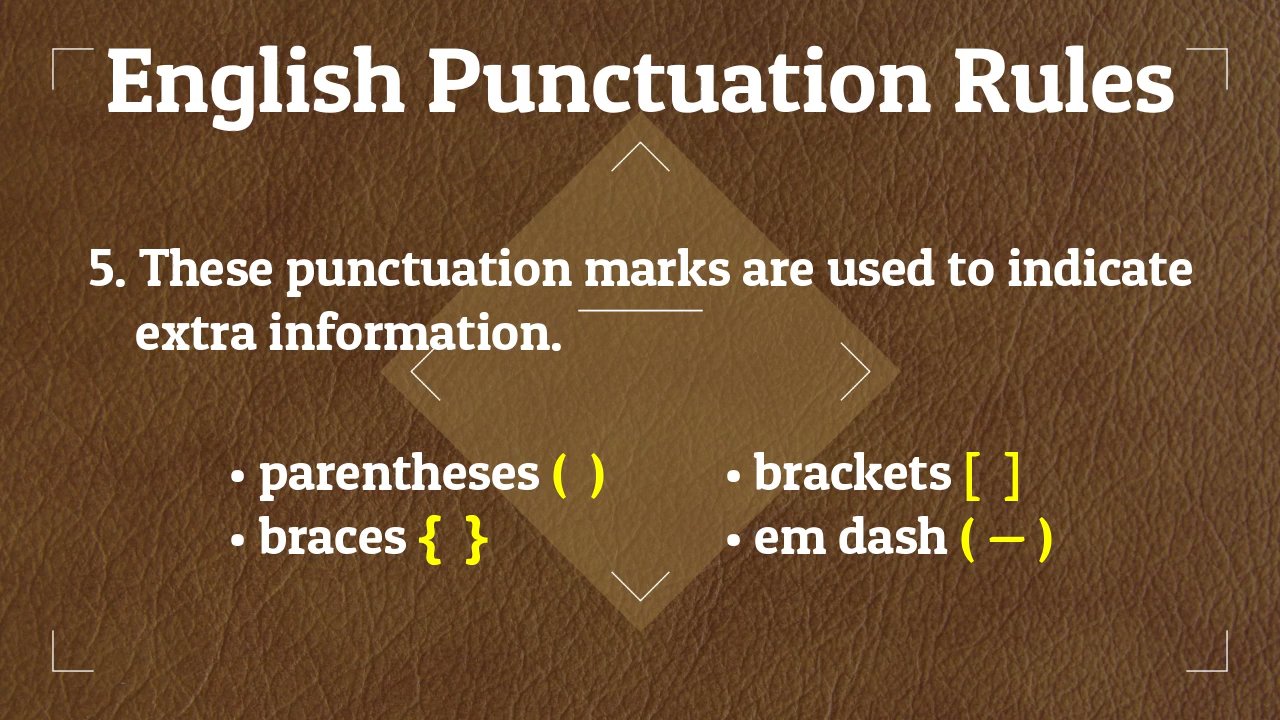 English Punctuation Rules
5. These punctuation marks are used to indicate
extra information.
• parentheses ( )
• brackets [ ]
• braces { }
• em dash ( — )